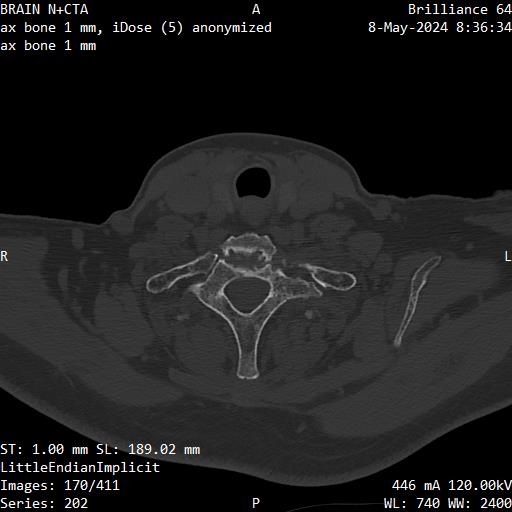 BRAIN N+CTA A Brilliance 64
ax bone 1 mm, iDose (5) anonymized 8-May-2024 8:36:34
ax bone 1 mm
R L
ST: 1.00 mm SL: 189.02 mm
LittleEndianImplicit
Images: 170/411 446 mA 120.00kV
Series: 202 P WL: 740 WW: 2400